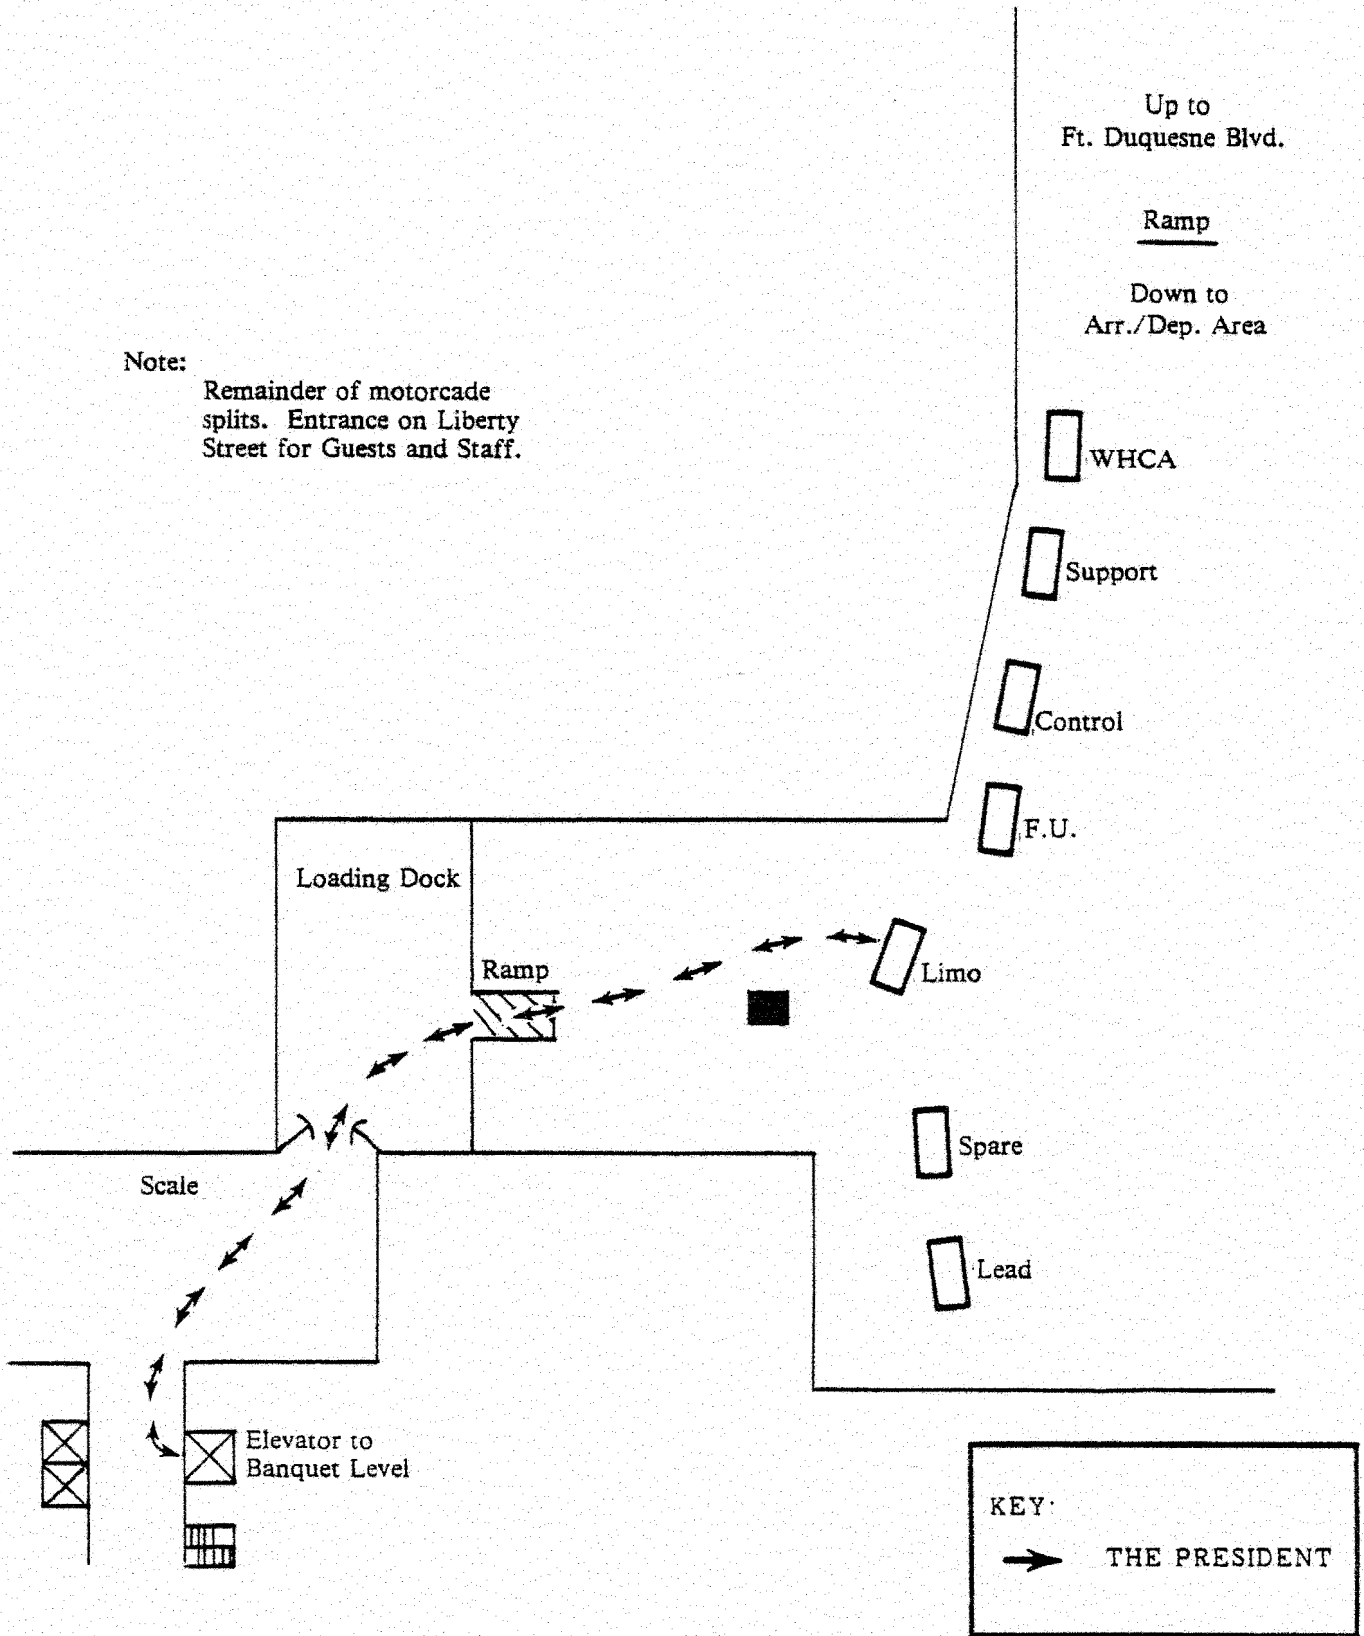 Up to
Ft. Duquesne Blvd.
Ramp
Down to
Arr./Dep. Area
Note:
Remainder of motorcade
splits. Entrance on Liberty
Street for Guests and Staff.
WHCA
Support
Control
F.U.
Loading Dock
Ramp
Limo
Spare
Scale
Lead
Elevator to
Banquet Level
KEY:
THE PRESIDENT